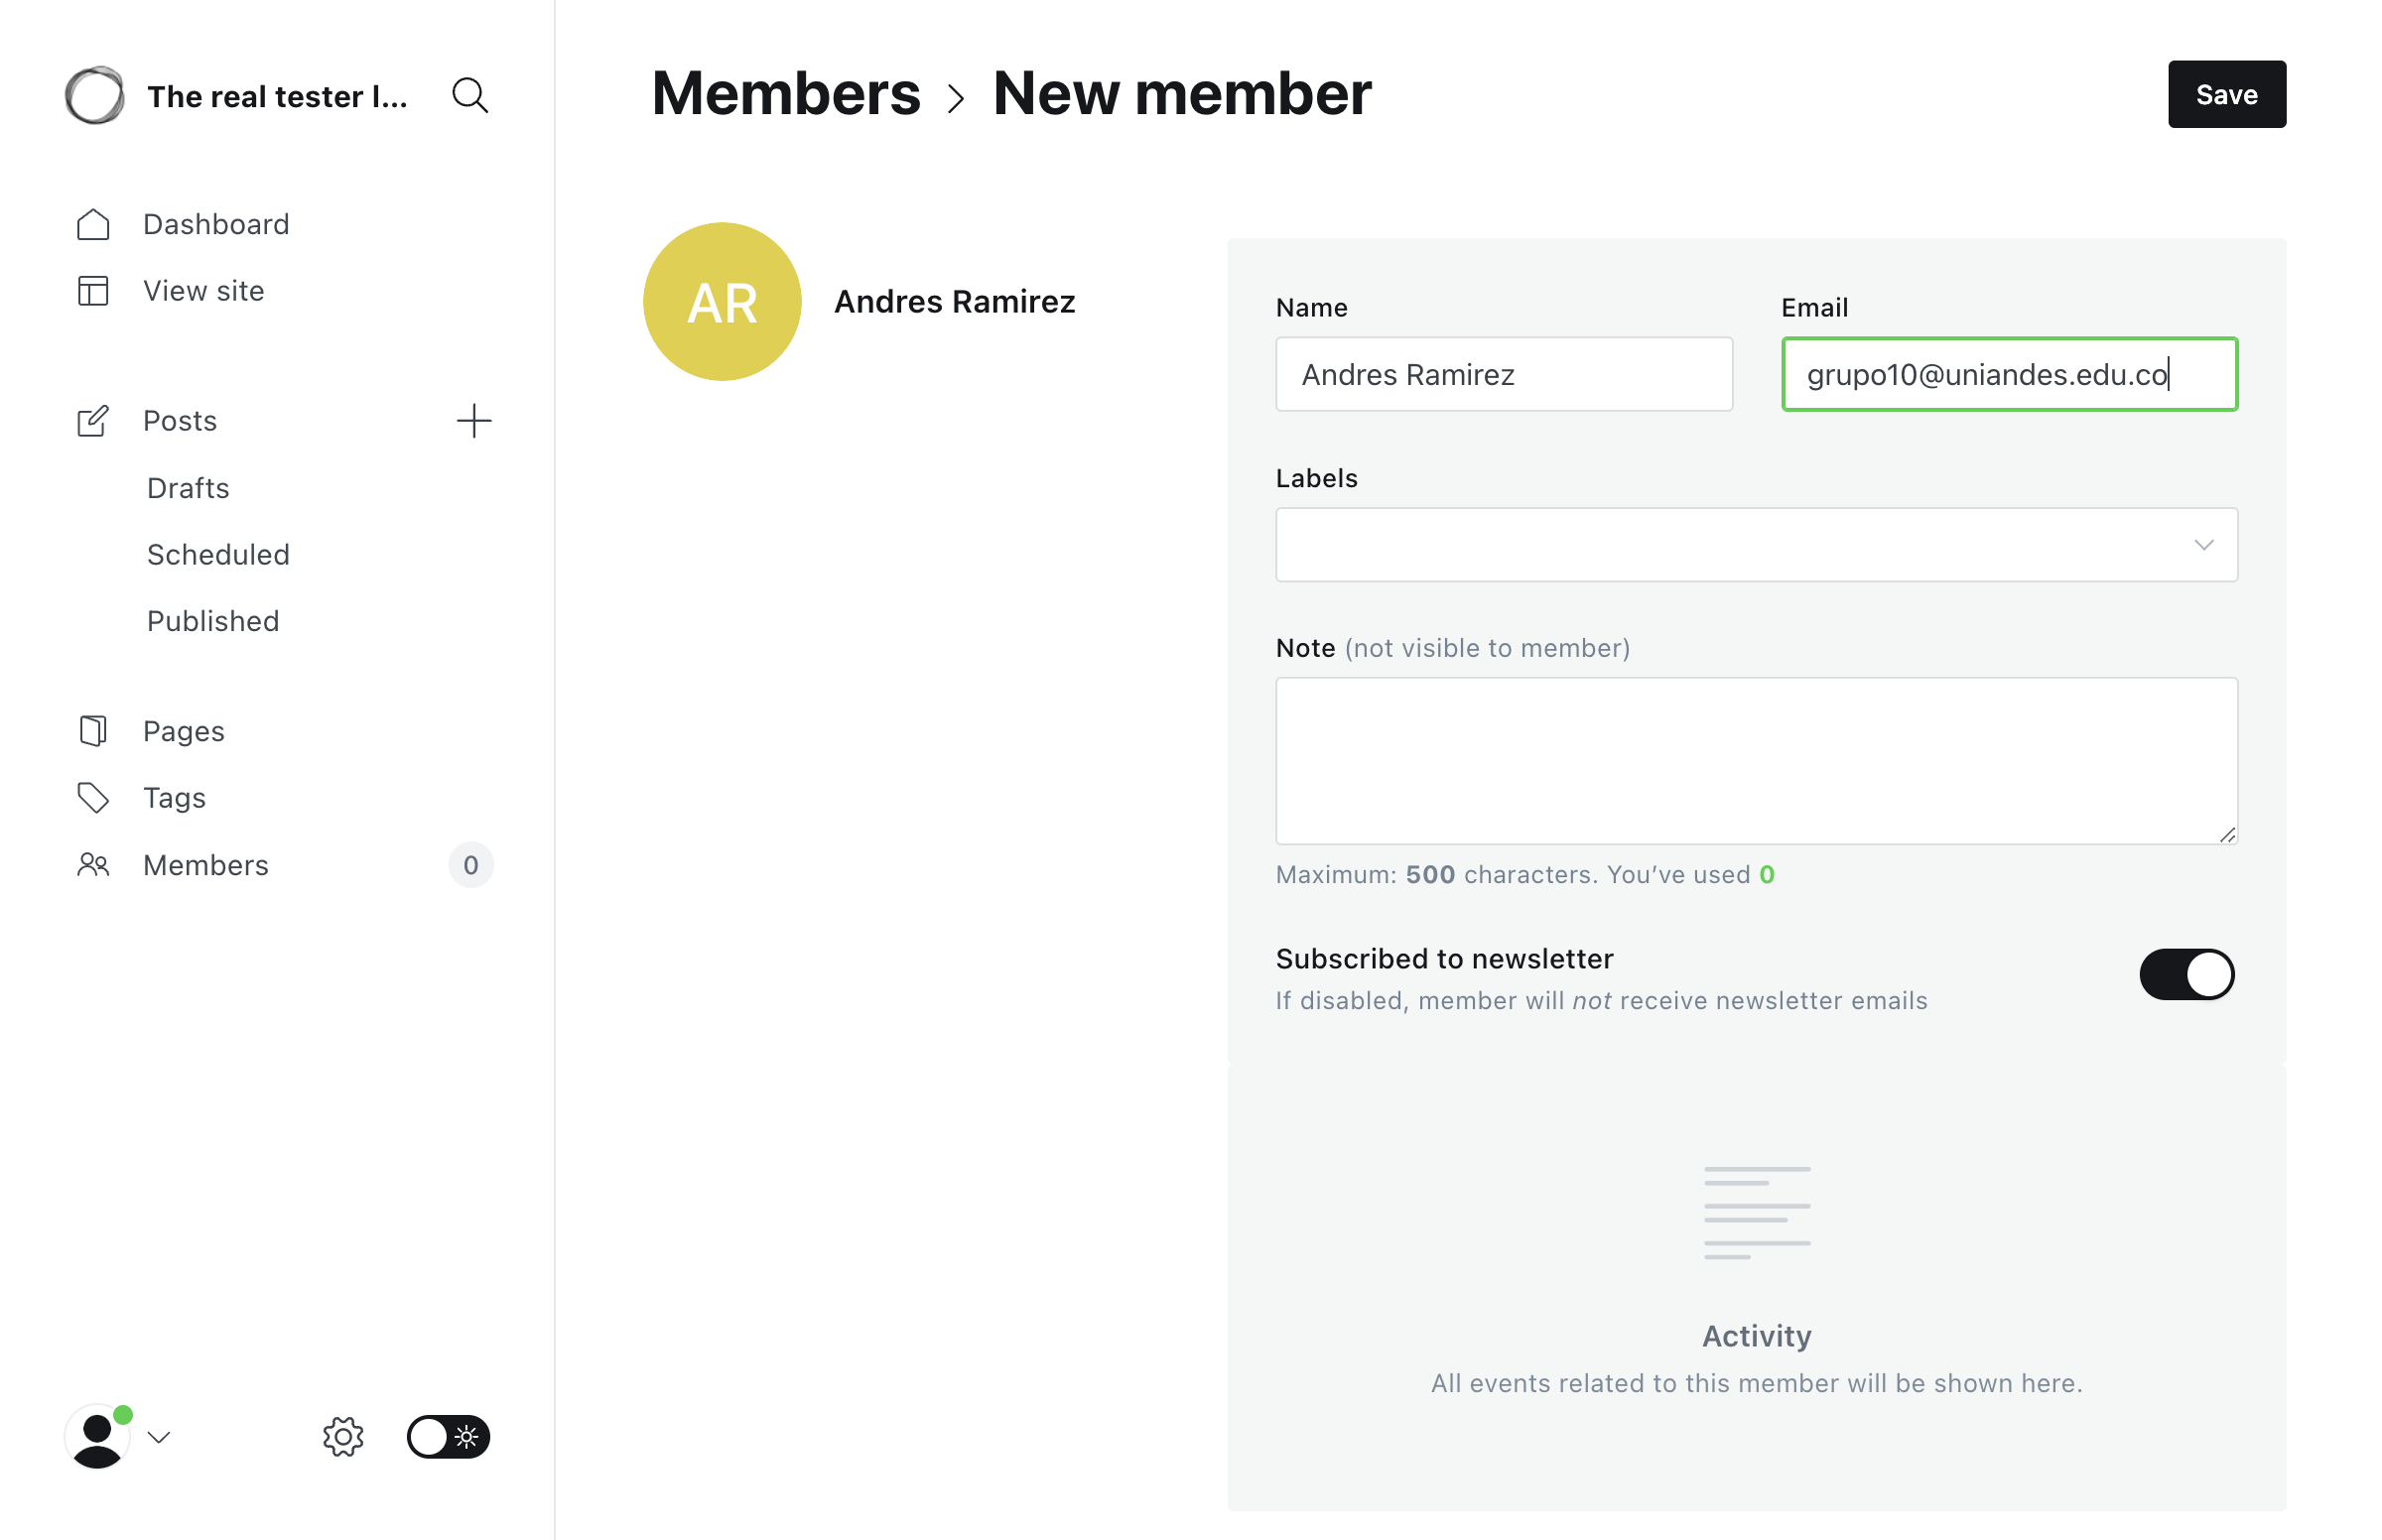 The real tester l...
Dashboard
View site
Posts
Drafts
Scheduled
Published
Pages
Tags
Members 0
Members > New member
Save
AR
Andres Ramirez
Name
Andres Ramirez
Email
grupo10@uniandes.edu.co
Labels
Note (not visible to member)
Maximum: 500 characters. You’ve used 0
Subscribed to newsletter
If disabled, member will not receive newsletter emails
Activity
All events related to this member will be shown here.